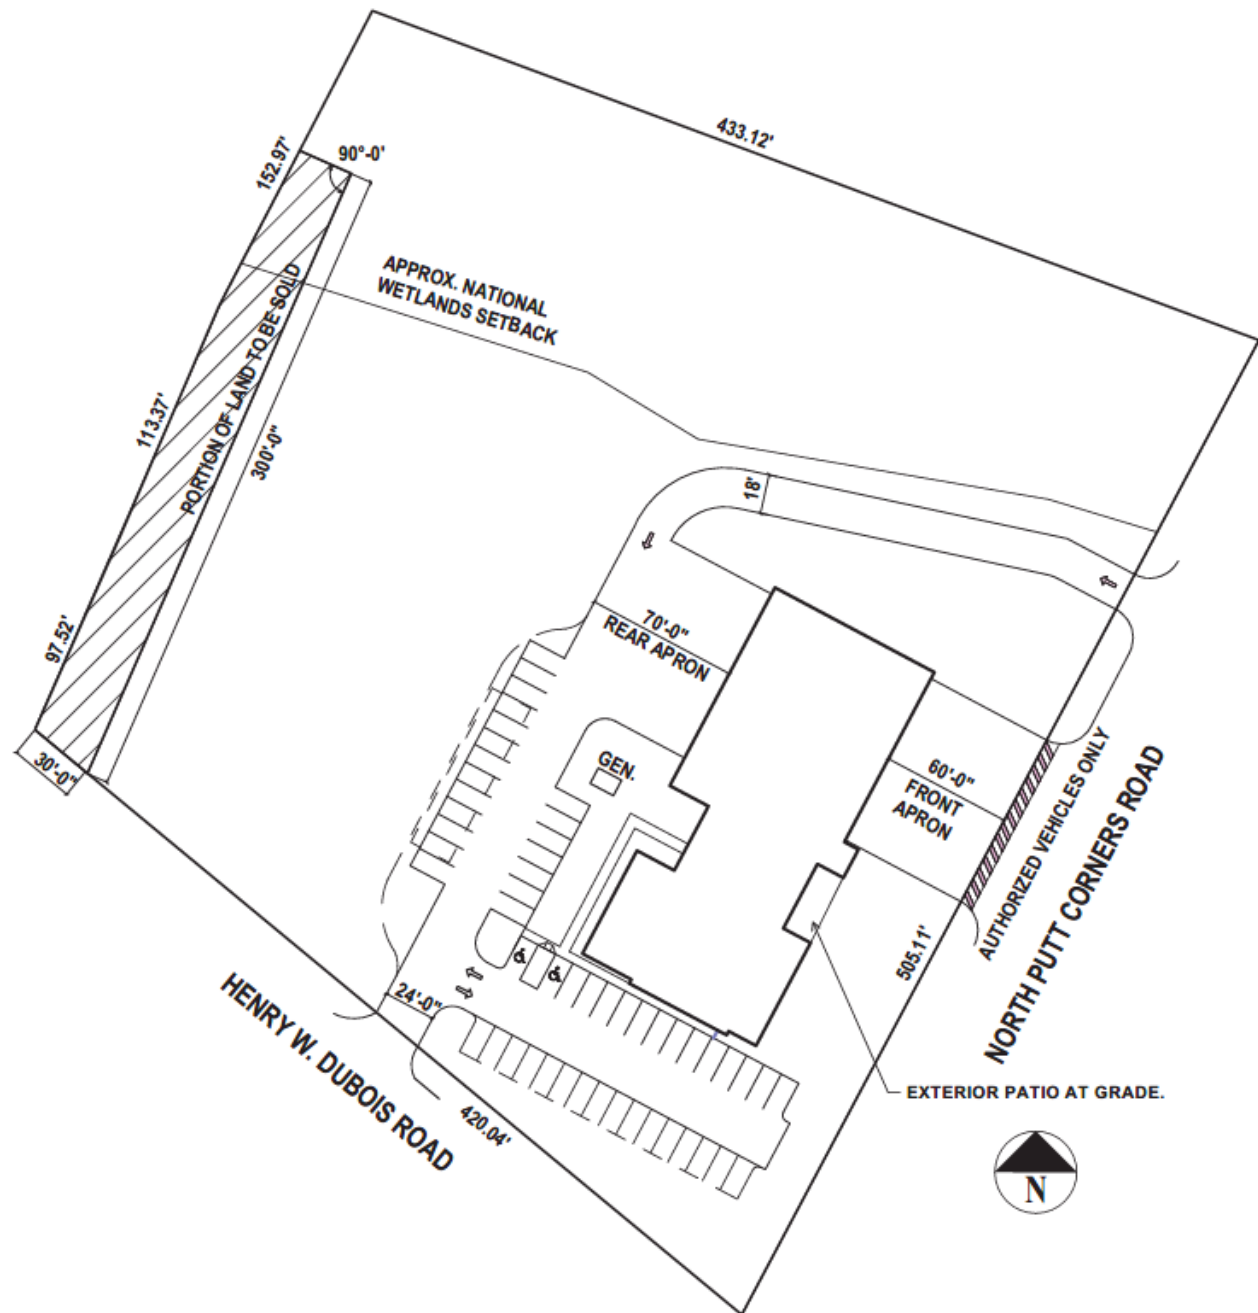 433.12'
152.97'
90°-0'
APPROX. NATIONAL
WETLANDS SETBACK
PORTION OF LAND TO BE SOLD
113.37'
300'-0"
18'
97.52'
70'-0"
REAR APRON
30'-0"
GEN.
60'-0"
FRONT
APRON
AUTHORIZED VEHICLES ONLY
NORTH PUTT CORNERS ROAD
505.11'
24'-0"
HENRY W. DUBOIS ROAD
420.04'
EXTERIOR PATIO AT GRADE.
N